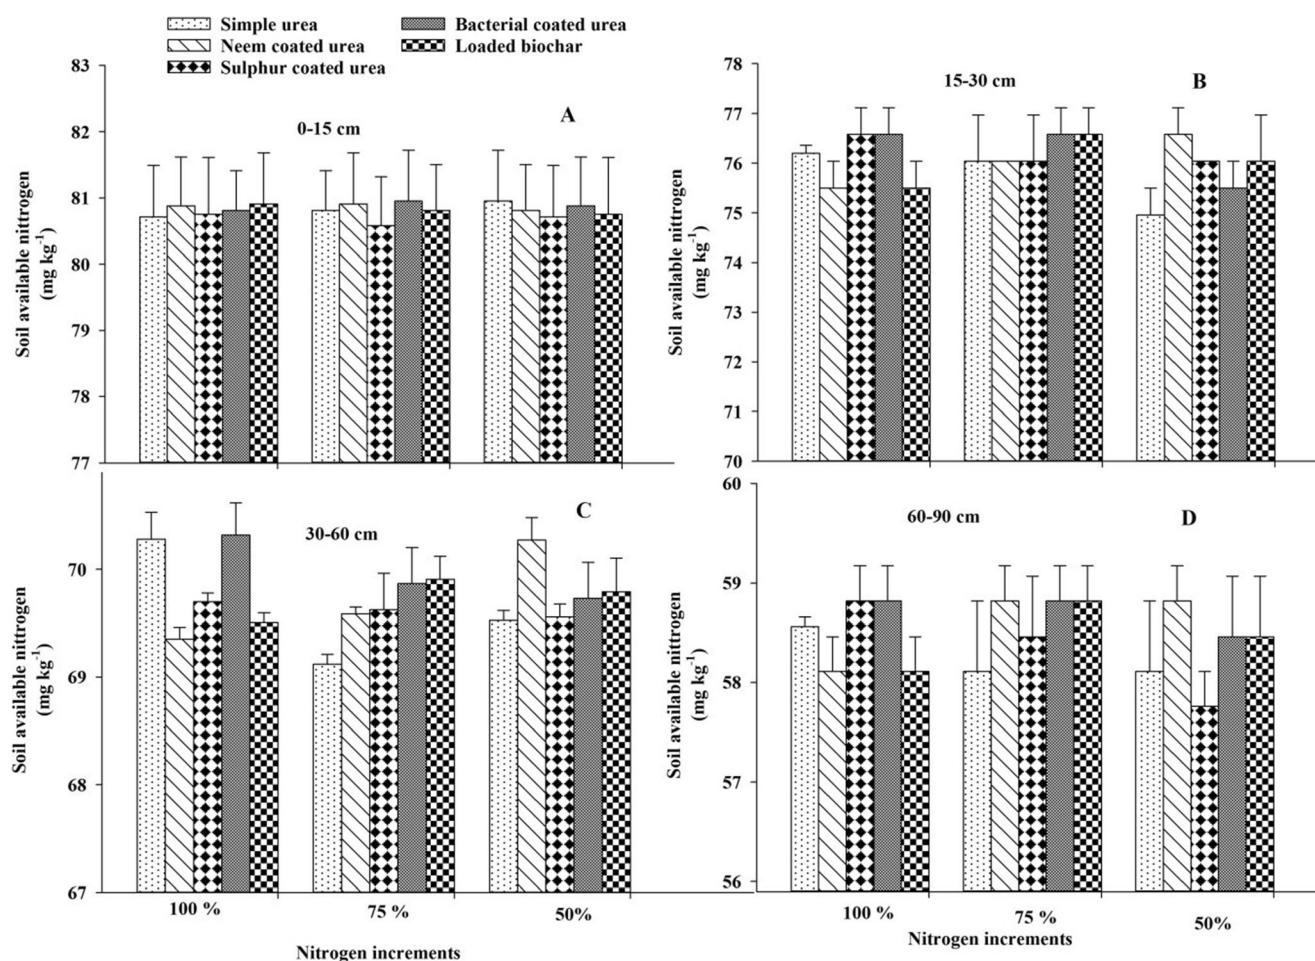 Simple urea
Neem coated urea
Sulphur coated urea
Bacterial coated urea
Loaded biochar
83
82
81
80
79
78
77
Soil available nittrogen
(mg kg-1)
0-15 cm
A
78
77
76
75
74
73
72
71
70
Soil available nittrogen
(mg kg-1)
15-30 cm
B
70
69
68
67
Soil available nittrogen
(mg kg-1)
30-60 cm
C
100 %
75 %
50%
Nitrogen increments
60
59
58
57
56
Soil available nittrogen
(mg kg-1)
60-90 cm
D
100 %
75 %
50%
Nitrogen increments